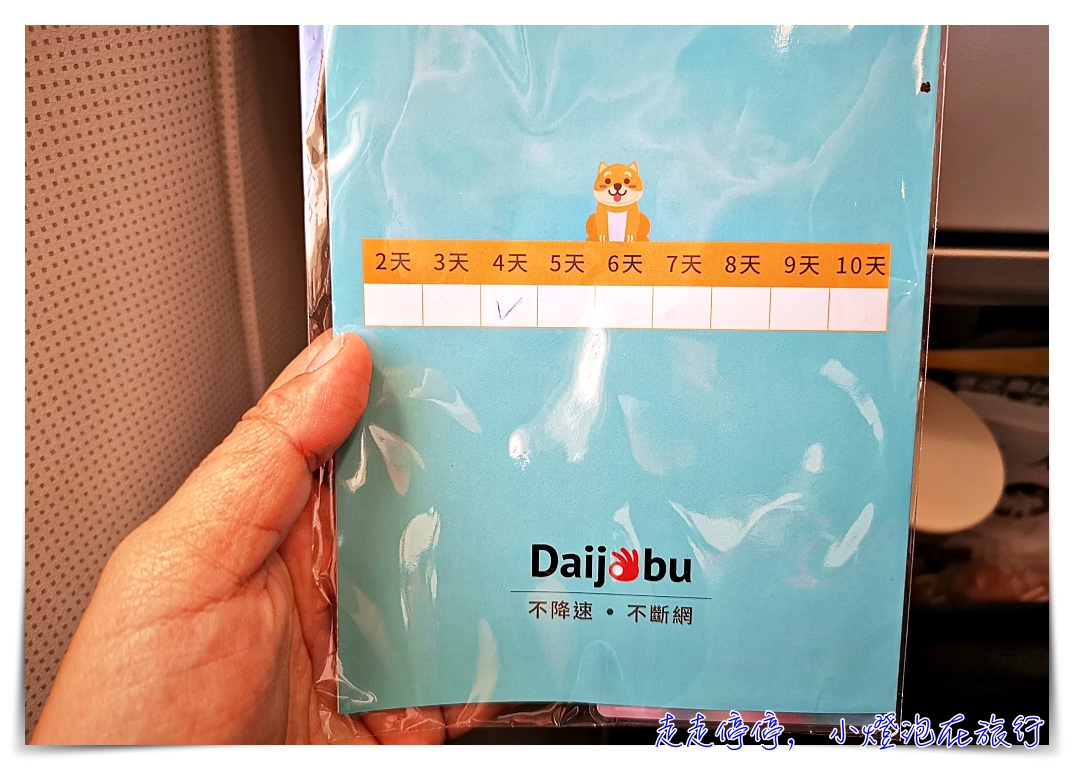 2天 3天 4天 5天 6天 7天 8天 9天 10天
Daijobu
不降速 • 不斷網
走走停停，小燈泡在旅行